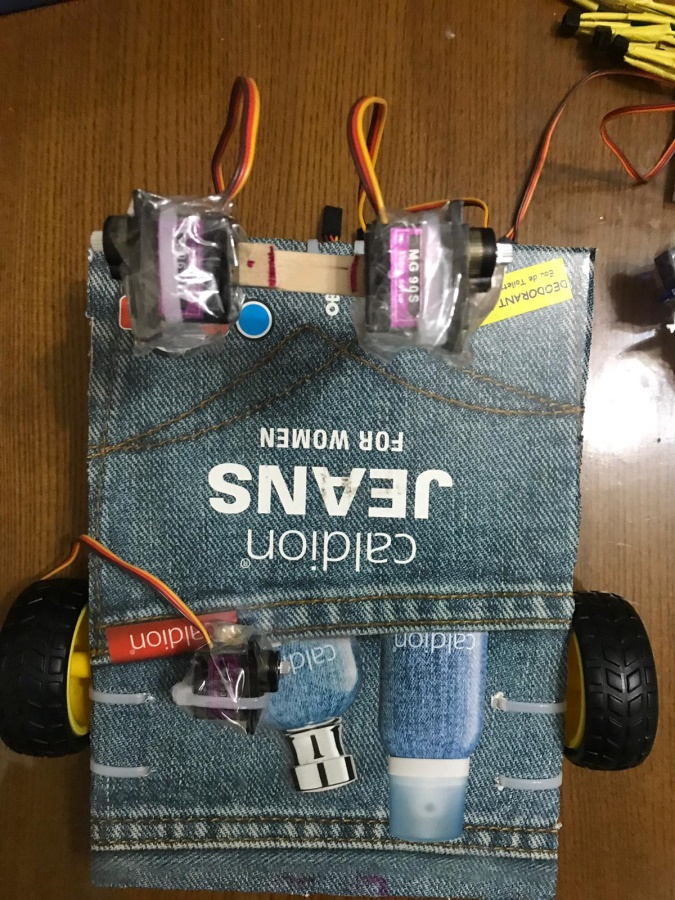 MG 90S
DEODORANT
Eau de Toilette
caldion®
JEANS
FOR WOMEN
caldion®
caldion
caldion